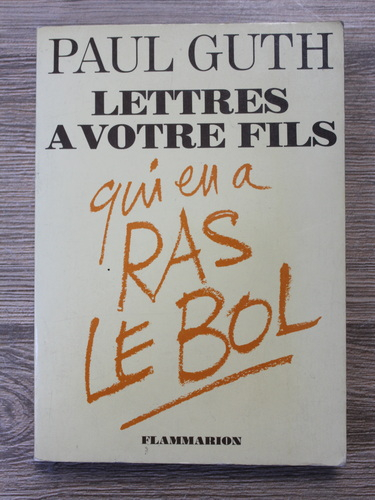 PAUL GUTH
LETTRES
A VOTRE FILS
qui en a
RAS
LE BOL
FLAMMARION